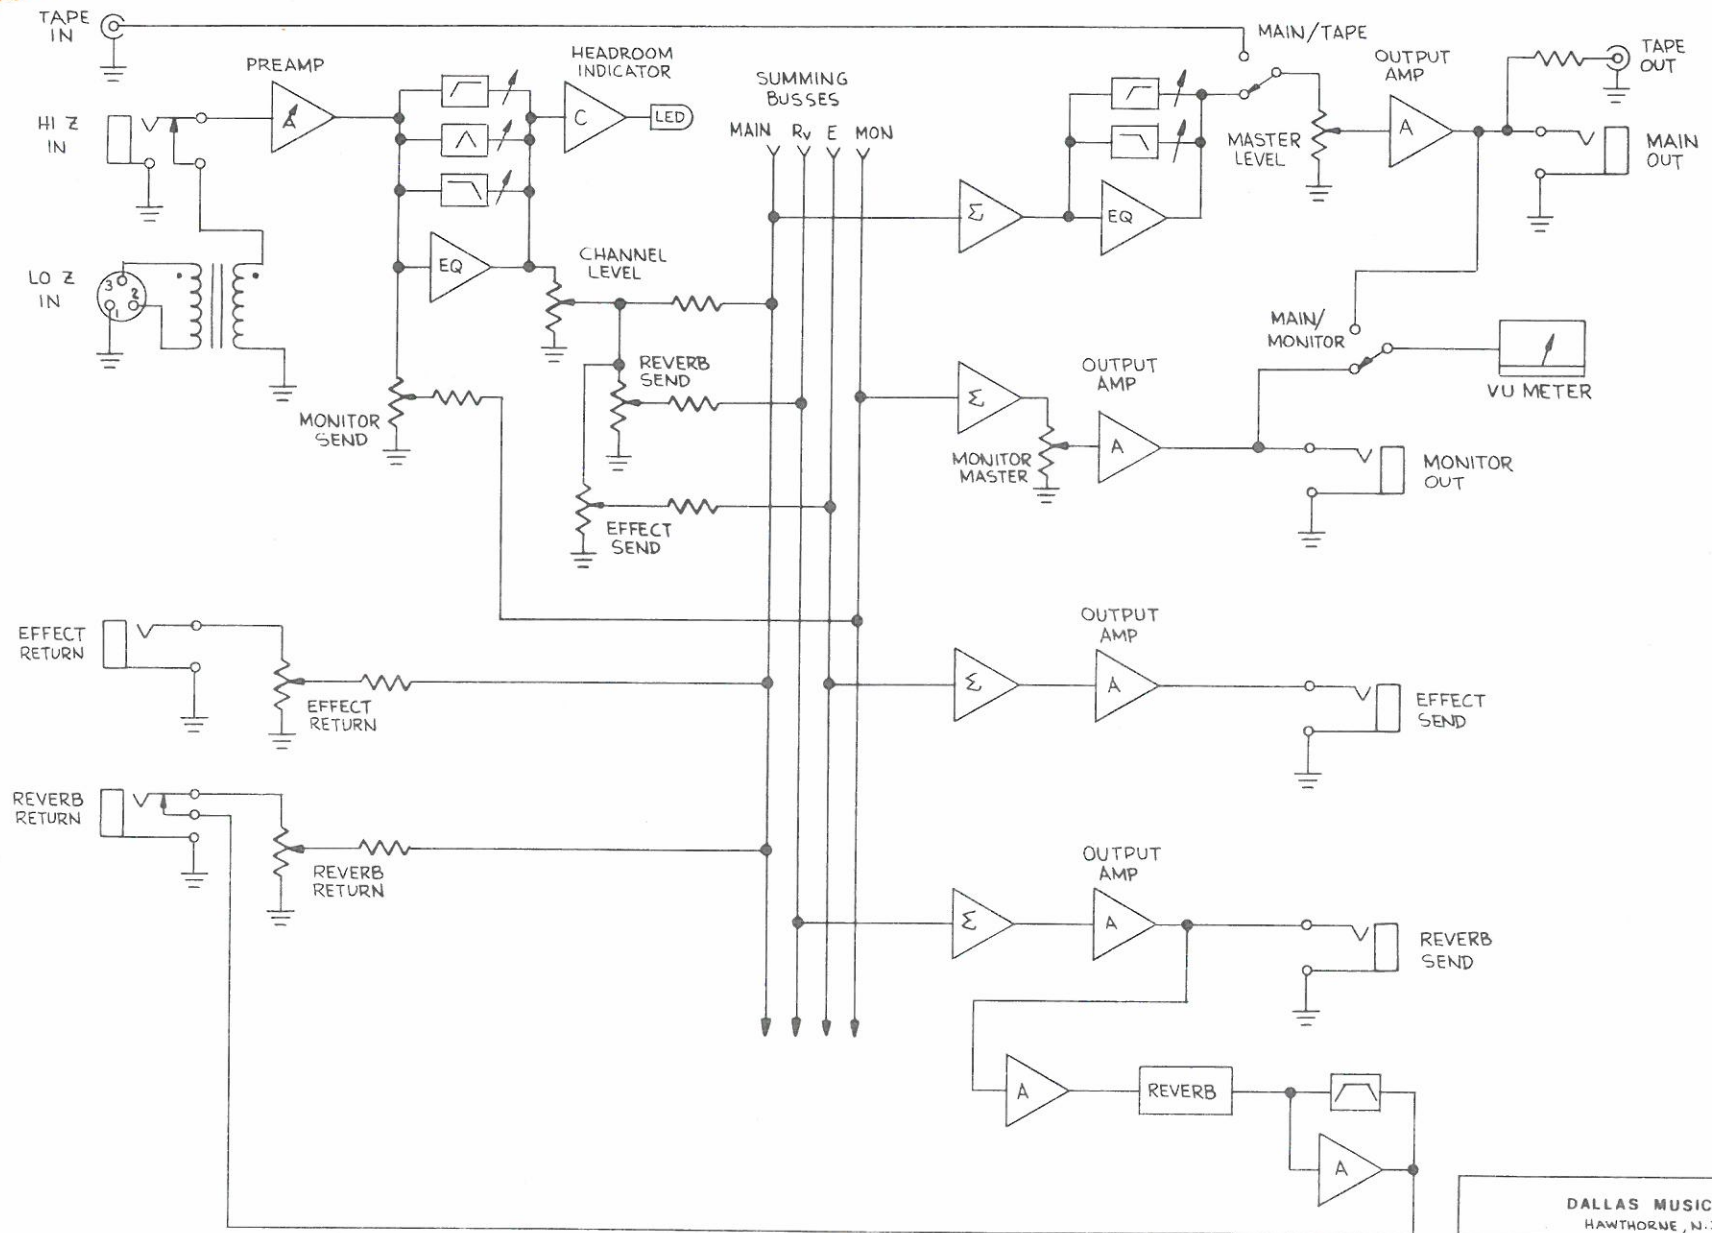 TAPE
IN
PREAMP
A
HI Z
IN
HEADROOM
INDICATOR
C
LED
SUMMING
BUSSES
MAIN
Rv
E
MON
MAIN/TAPE
OUTPUT
AMP
TAPE
OUT
MASTER
LEVEL
A
MAIN
OUT
Σ
EQ
LO Z
IN
3
2
1
EQ
CHANNEL
LEVEL
MONITOR
SEND
REVERB
SEND
EFFECT
SEND
MAIN/
MONITOR
VU METER
Σ
OUTPUT
AMP
MONITOR
MASTER
A
MONITOR
OUT
EFFECT
RETURN
EFFECT
RETURN
Σ
OUTPUT
AMP
A
EFFECT
SEND
REVERB
RETURN
REVERB
RETURN
Σ
OUTPUT
AMP
A
REVERB
SEND
A
REVERB
A
DALLAS MUSIC
HAWTHORNE, N.